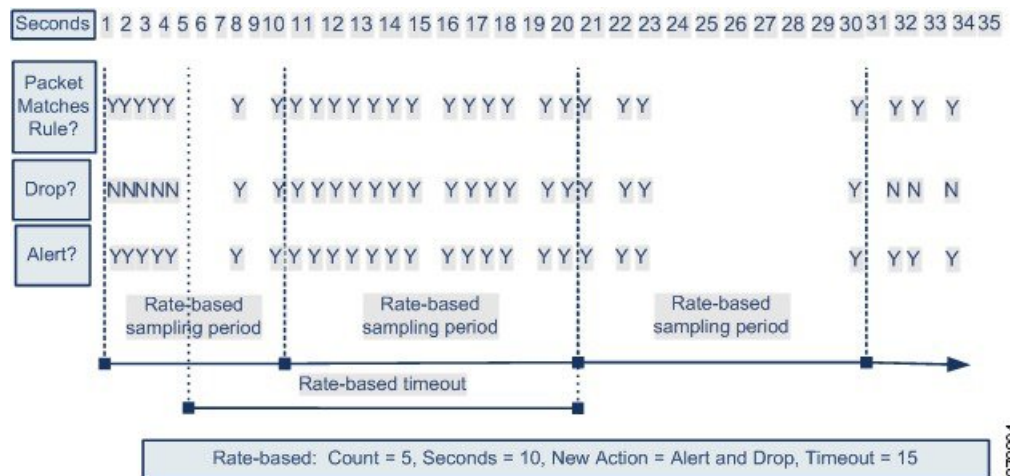 Seconds 1 2 3 4 5 6 7 8 9 10 11 12 13 14 15 16 17 18 19 20 21 22 23 24 25 26 27 28 29 30 31 32 33 34 35
Packet
Matches
Rule?
YYYYY Y Y Y Y Y Y Y Y Y Y Y Y Y Y Y Y Y Y Y Y Y Y
Drop?
NNNNN Y Y Y Y Y Y Y Y Y Y Y Y Y Y Y Y Y Y Y N N N
Alert?
YYYYY Y Y Y Y Y Y Y Y Y Y Y Y Y Y Y Y Y Y Y Y Y Y
Rate-based
sampling period
Rate-based
sampling period
Rate-based
sampling period
Rate-based timeout
Rate-based: Count = 5, Seconds = 10, New Action = Alert and Drop, Timeout = 15